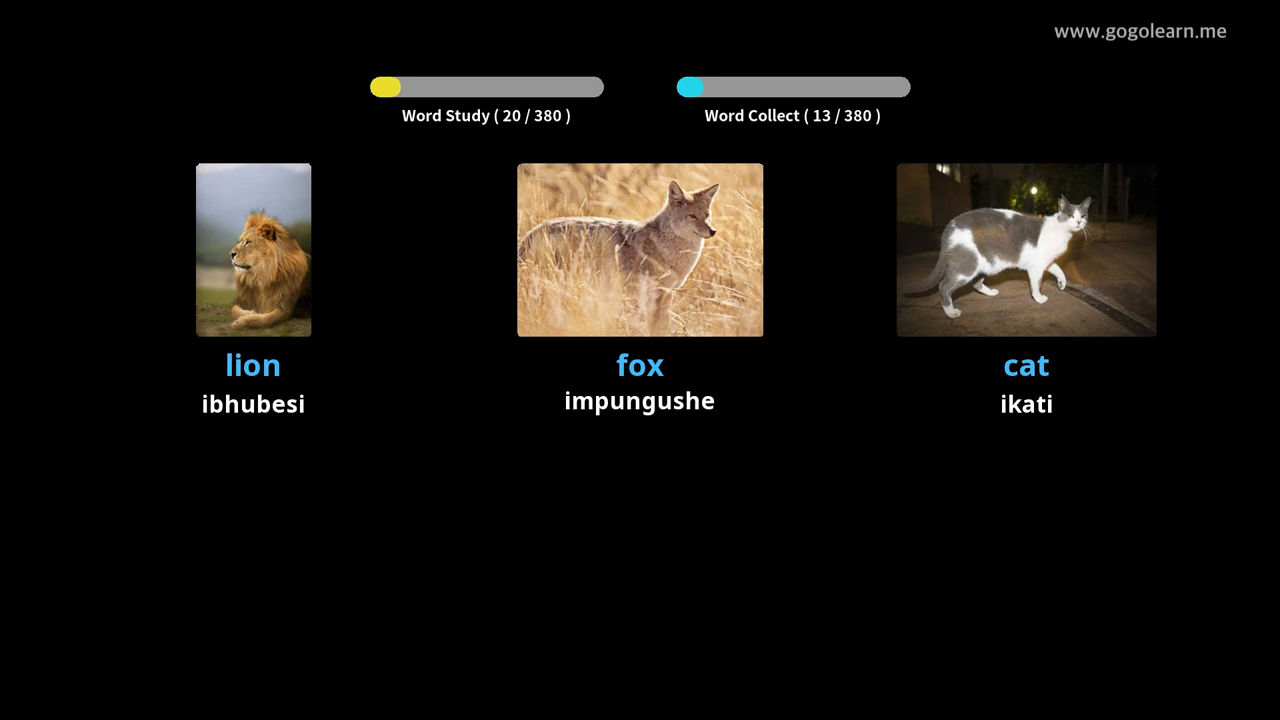 www.gogolearn.me
Word Study ( 20 / 380 )
Word Collect ( 13 / 380 )
lion
ibhubesi
fox
impungushe
cat
ikati